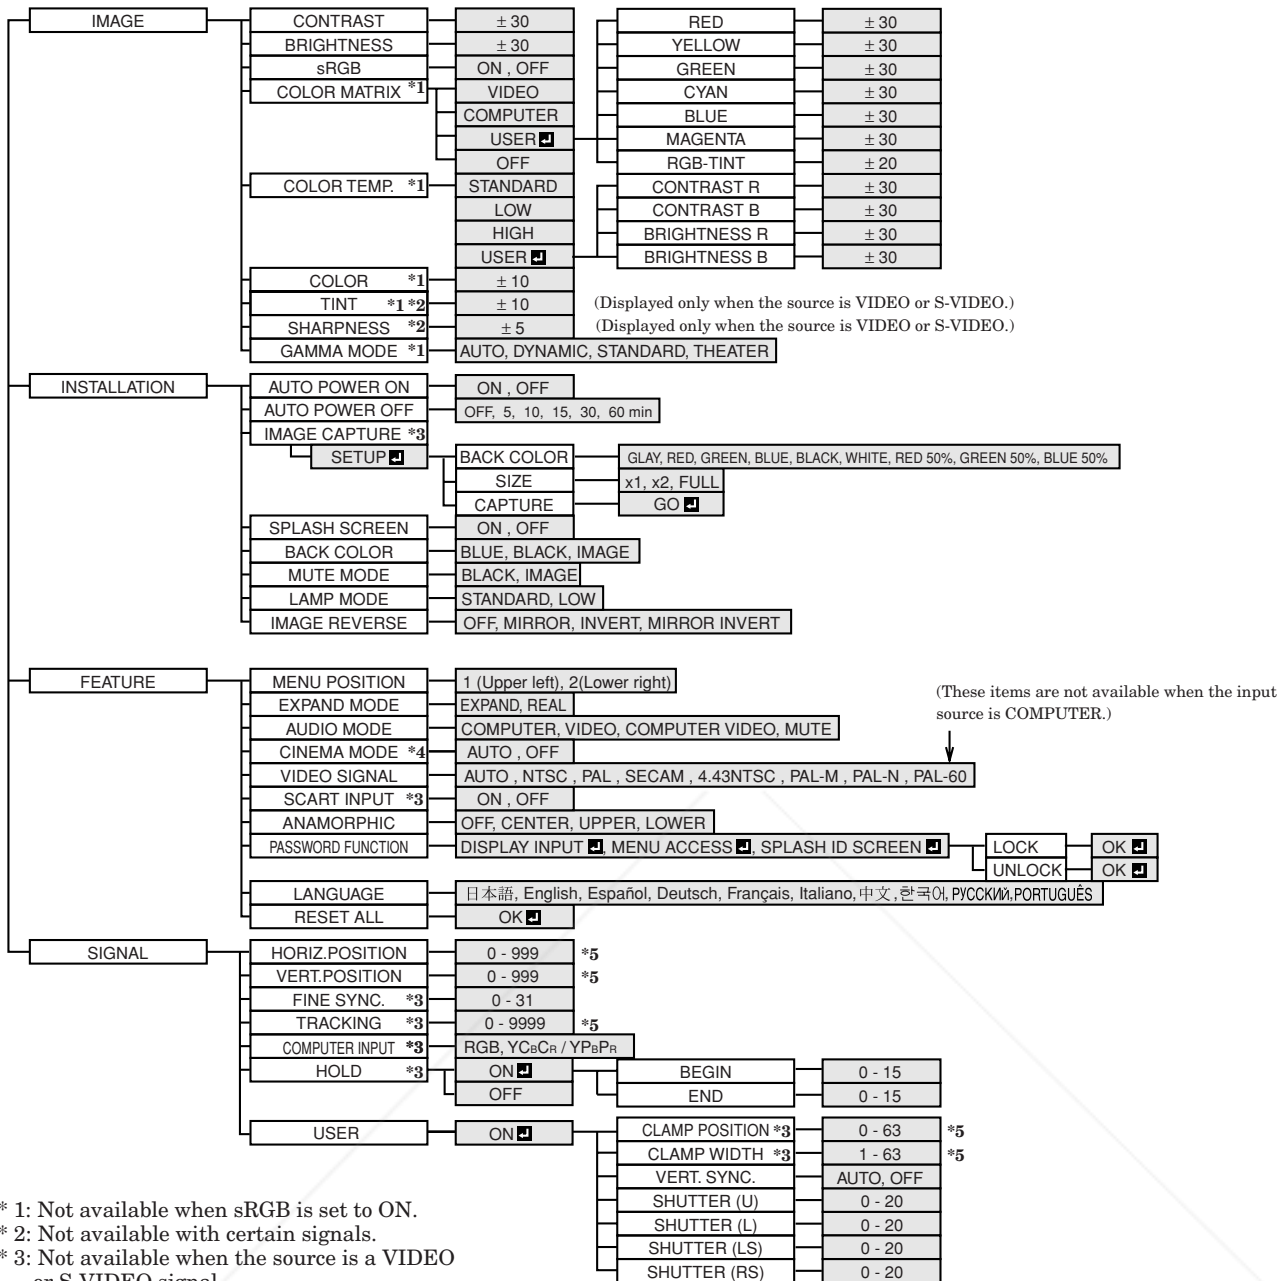 IMAGE CONTRAST ± 30 RED ± 30
BRIGHTNESS ± 30 YELLOW ± 30
sRGB ON , OFF GREEN ± 30
COLOR MATRIX *1 VIDEO CYAN ± 30
COMPUTER BLUE ± 30
USER MAGENTA ± 30
OFF RGB-TINT ± 20
COLOR TEMP. *1 STANDARD CONTRAST R ± 30
LOW CONTRAST B ± 30
HIGH BRIGHTNESS R ± 30
USER BRIGHTNESS B ± 30
COLOR *1 ± 10
TINT *1 *2 ± 10 (Displayed only when the source is VIDEO or S-VIDEO.)
SHARPNESS *2 ± 5 (Displayed only when the source is VIDEO or S-VIDEO.)
GAMMA MODE *1 AUTO, DYNAMIC, STANDARD, THEATER
INSTALLATION AUTO POWER ON ON , OFF
AUTO POWER OFF OFF, 5, 10, 15, 30, 60 min
IMAGE CAPTURE *3
SETUP BACK COLOR GLAY, RED, GREEN, BLUE, BLACK, WHITE, RED 50%, GREEN 50%, BLUE 50%
SIZE x1, x2, FULL
CAPTURE GO
SPLASH SCREEN ON , OFF
BACK COLOR BLUE, BLACK, IMAGE
MUTE MODE BLACK, IMAGE
LAMP MODE STANDARD, LOW
IMAGE REVERSE OFF, MIRROR, INVERT, MIRROR INVERT
FEATURE MENU POSITION 1 (Upper left), 2(Lower right)
(These items are not available when the input
source is COMPUTER.)
EXPAND MODE EXPAND, REAL
AUDIO MODE COMPUTER, VIDEO, COMPUTER VIDEO, MUTE
CINEMA MODE *4 AUTO , OFF
VIDEO SIGNAL AUTO , NTSC , PAL , SECAM , 4.43NTSC , PAL-M , PAL-N , PAL-60
SCART INPUT *3 ON , OFF
ANAMORPHIC OFF, CENTER, UPPER, LOWER
PASSWORD FUNCTION DISPLAY INPUT , MENU ACCESS , SPLASH ID SCREEN LOCK OK
UNLOCK OK
LANGUAGE 日本語, English, Español, Deutsch, Français, Italiano, 中文, 한국어, РУССКИЙ, PORTUGUÊS
RESET ALL OK
SIGNAL HORIZ.POSITION 0 - 999 *5
VERT.POSITION 0 - 999 *5
FINE SYNC. *3 0 - 31
TRACKING *3 0 - 9999 *5
COMPUTER INPUT *3 RGB, YCBCR / YPBPR
HOLD *3 ON BEGIN 0 - 15
OFF END 0 - 15
USER ON CLAMP POSITION *3 0 - 63 *5
CLAMP WIDTH *3 1 - 63 *5
VERT. SYNC. AUTO, OFF
SHUTTER (U) 0 - 20
SHUTTER (L) 0 - 20
SHUTTER (LS) 0 - 20
SHUTTER (RS) 0 - 20
* 1: Not available when sRGB is set to ON.
* 2: Not available with certain signals.
* 3: Not available when the source is a VIDEO
or S-VIDEO signal